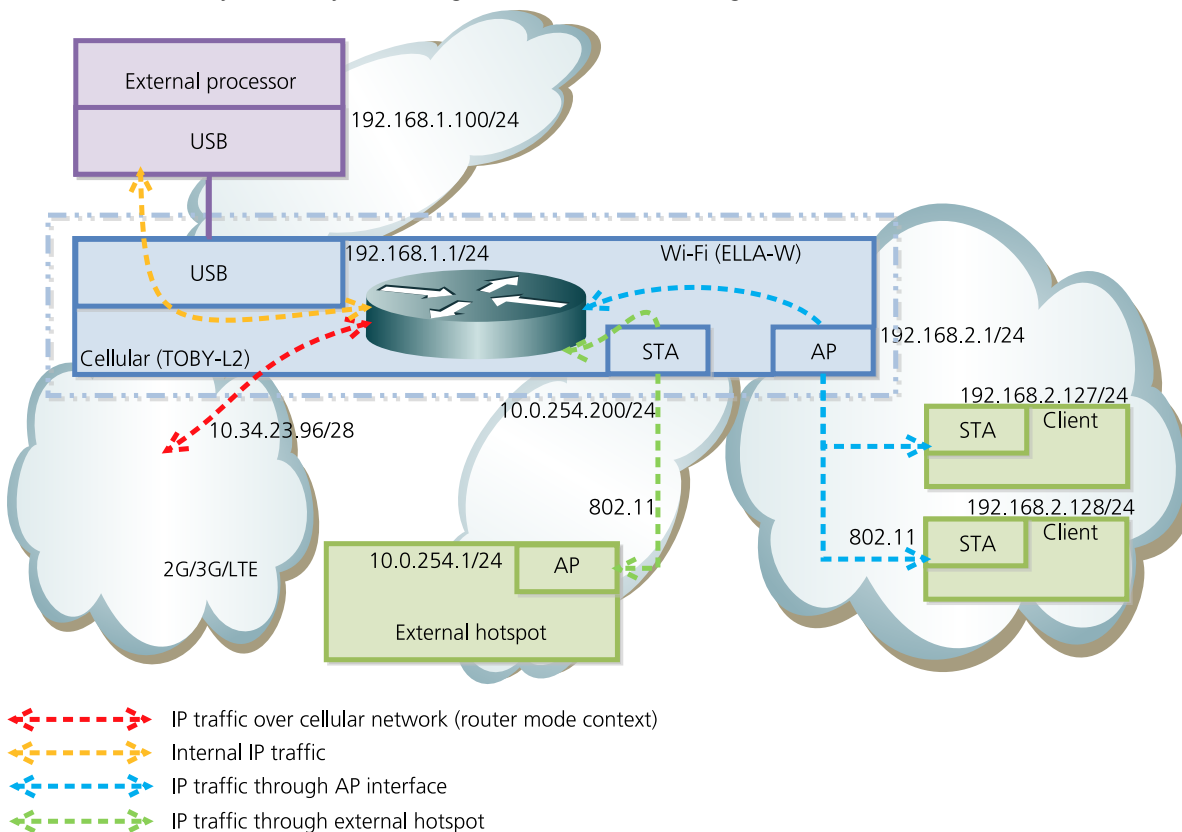 External processor
USB
192.168.1.100/24
USB
192.168.1.1/24
Wi-Fi (ELLA-W)
Cellular (TOBY-L2)
STA
AP
192.168.2.1/24
10.34.23.96/28
10.0.254.200/24
192.168.2.127/24
STA
Client
802.11
192.168.2.128/24
802.11
STA
Client
2G/3G/LTE
10.0.254.1/24
AP
External hotspot
IP traffic over cellular network (router mode context)
Internal IP traffic
IP traffic through AP interface
IP traffic through external hotspot